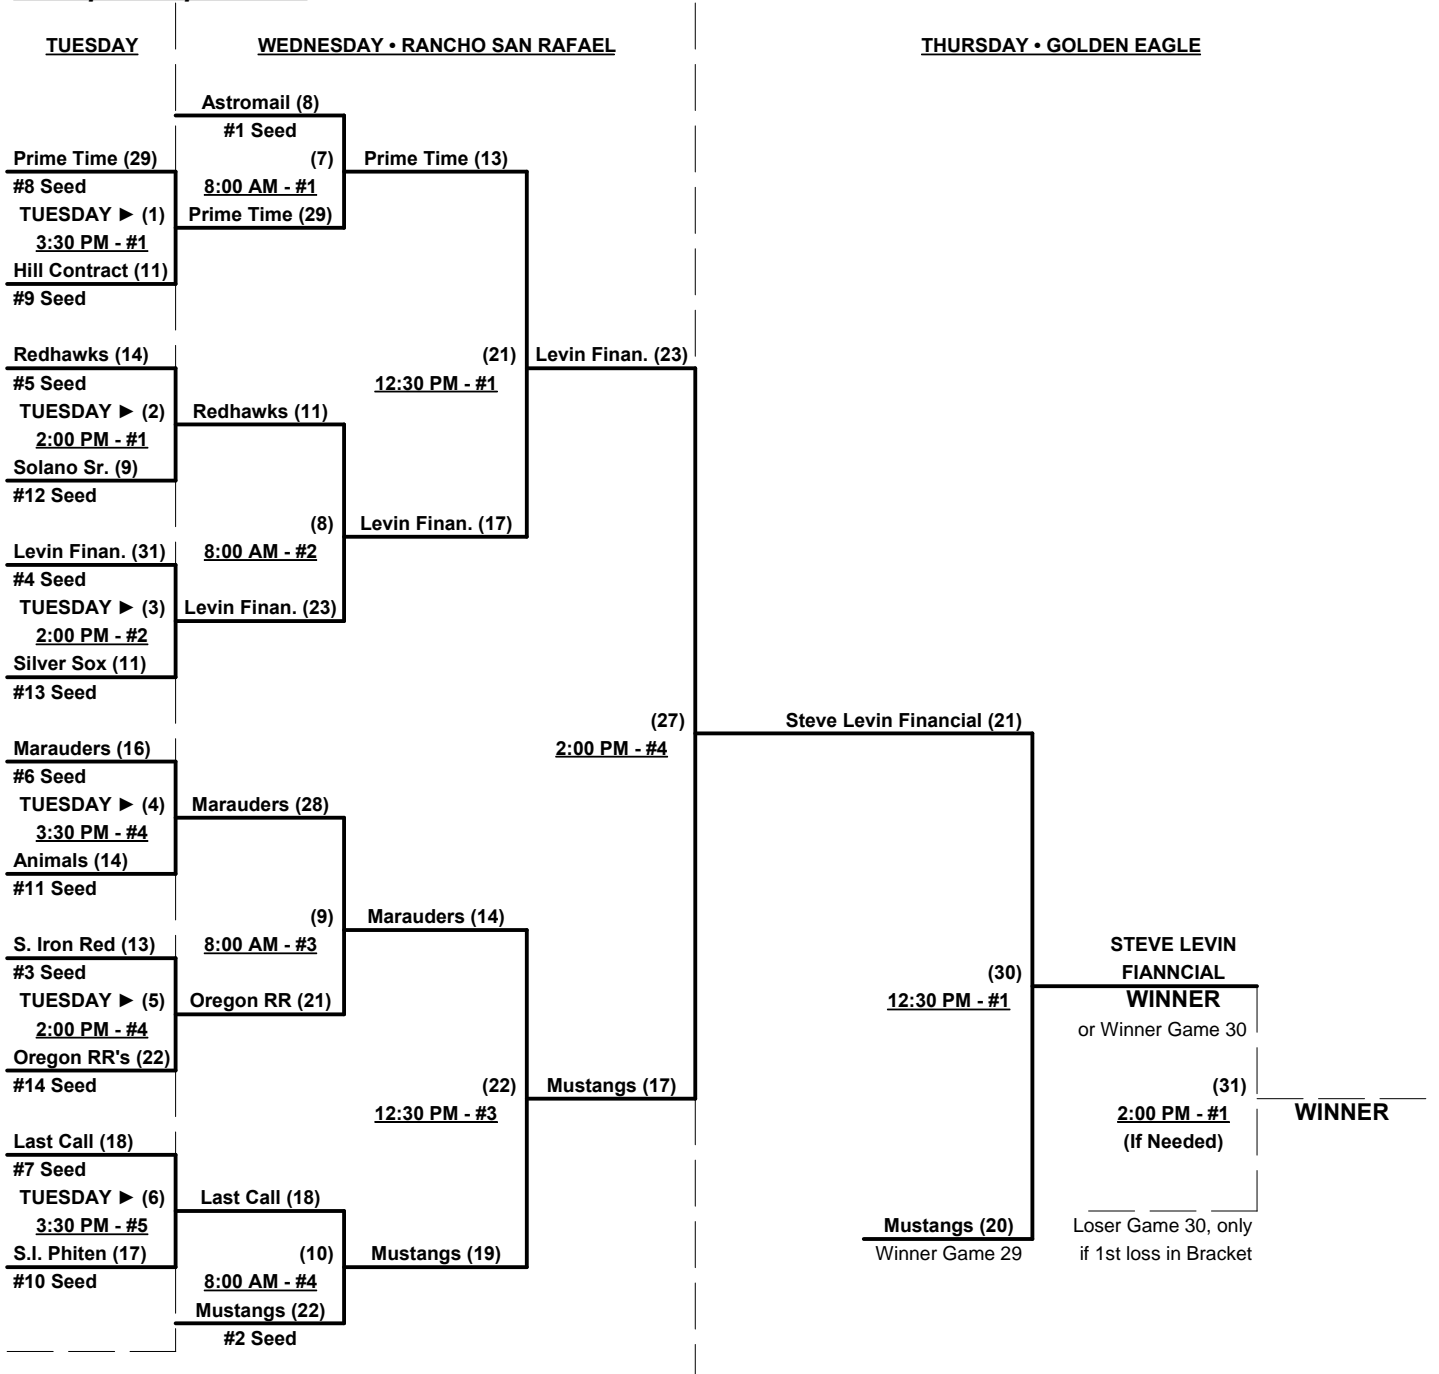 TUESDAY
WEDNESDAY • RANCHO SAN RAFAEL
THURSDAY • GOLDEN EAGLE
Astromail (8)
#1 Seed
Prime Time (29)
#8 Seed
(7)
8:00 AM - #1
Prime Time (13)
TUESDAY ► (1)
3:30 PM - #1
Prime Time (29)
Hill Contract (11)
#9 Seed
Redhawks (14)
#5 Seed
(21)
12:30 PM - #1
Levin Finan. (23)
TUESDAY ► (2)
2:00 PM - #1
Redhawks (11)
Solano Sr. (9)
#12 Seed
(8)
8:00 AM - #2
Levin Finan. (17)
Levin Finan. (31)
#4 Seed
TUESDAY ► (3)
2:00 PM - #2
Levin Finan. (23)
Silver Sox (11)
#13 Seed
(27)
2:00 PM - #4
Steve Levin Financial (21)
Marauders (16)
#6 Seed
TUESDAY ► (4)
3:30 PM - #4
Marauders (28)
Animals (14)
#11 Seed
(9)
8:00 AM - #3
Marauders (14)
S. Iron Red (13)
#3 Seed
TUESDAY ► (5)
2:00 PM - #4
Oregon RR (21)
Oregon RR's (22)
#14 Seed
(30)
12:30 PM - #1
STEVE LEVIN
FIANNCIAL
WINNER
or Winner Game 30
(22)
12:30 PM - #3
Mustangs (17)
(31)
2:00 PM - #1
(If Needed)
WINNER
Last Call (18)
#7 Seed
TUESDAY ► (6)
3:30 PM - #5
Last Call (18)
S.I. Phiten (17)
#10 Seed
(10)
8:00 AM - #4
Mustangs (19)
Mustangs (22)
#2 Seed
Mustangs (20)
Winner Game 29
Loser Game 30, only
if 1st loss in Bracket